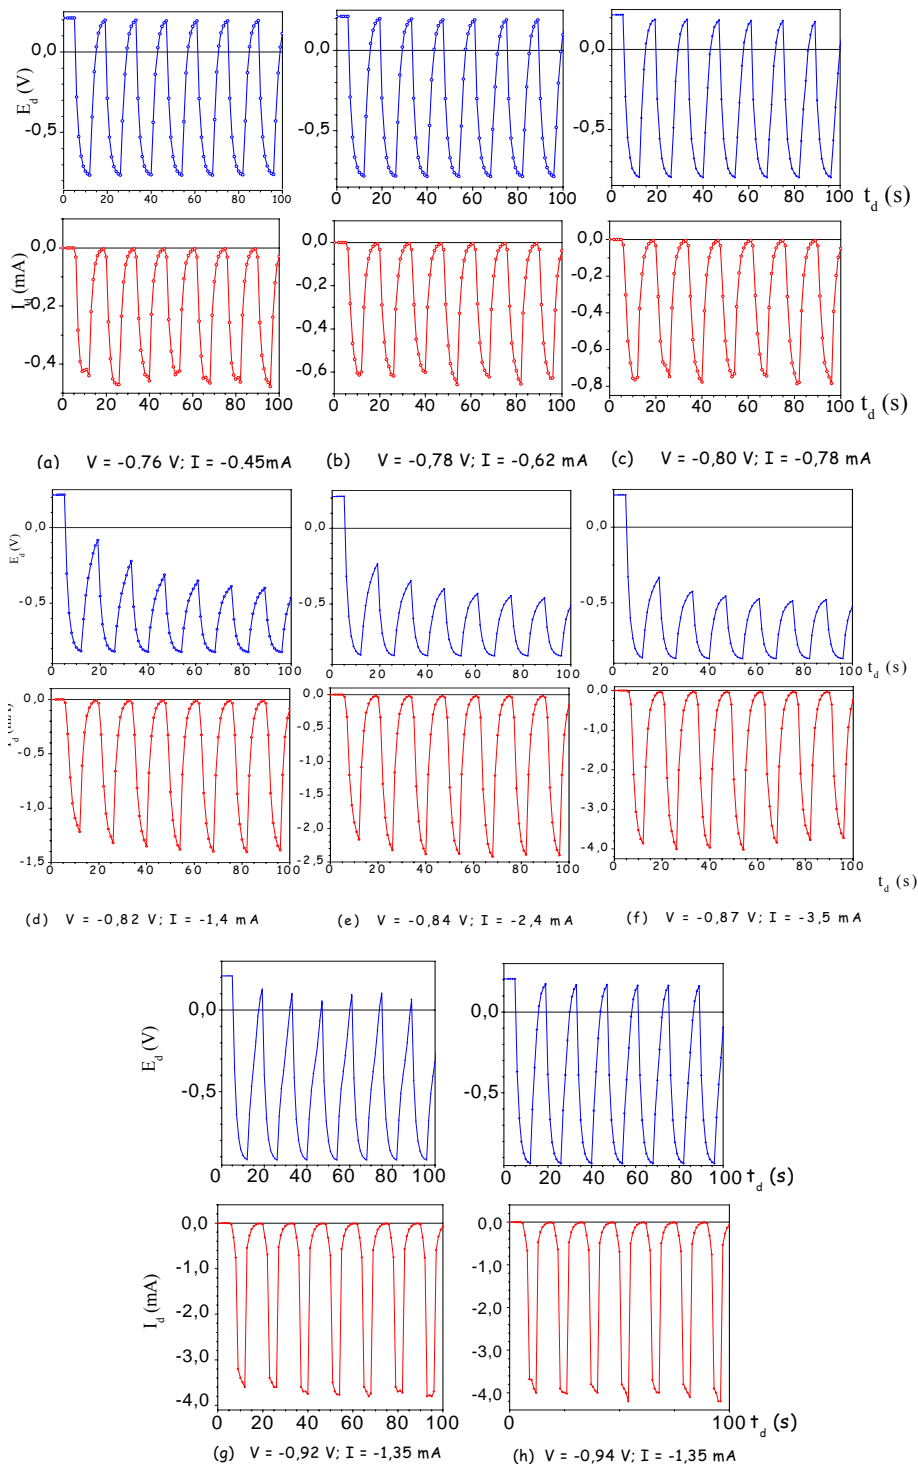 0,0 0,0 0,0
E_d (V)
-0,5 -0,5 -0,5
0 20 40 60 80 100 0 20 40 60 80 100 0 20 40 60 80 100 t_d (s)
0,0 0,0 0,0
I_d (mA)
-0,2 -0,2 -0,2
-0,4 -0,4 -0,4
-0,6 -0,6
-0,8
0 20 40 60 80 100 0 20 40 60 80 100 0 20 40 60 80 100 t_d (s)
(a) V = -0,76 V; I = -0,45mA (b) V = -0,78 V; I = -0,62 mA (c) V = -0,80 V; I = -0,78 mA
0,0 0,0 0,0
E_d (V)
-0,5 -0,5 -0,5
0 20 40 60 80 100 0 20 40 60 80 100 0 20 40 60 80 100 t_d (s)
0,0 0,0 0,0
-0,5 -0,5 -1,0
-1,0 -1,0 -2,0
-1,5 -1,5 -3,0
-2,0 -4,0
-2,5
0 20 40 60 80 100 0 20 40 60 80 100 0 20 40 60 80 100
t_d (s)
(d) V = -0,82 V; I = -1,4 mA (e) V = -0,84 V; I = -2,4 mA (f) V = -0,87 V; I = -3,5 mA
0,0 0,0
E_d (V)
-0,5 -0,5
0 20 40 60 80 100 0 20 40 60 80 100 t_d (s)
0,0 0,0
-1,0 -1,0
I_d (mA)
-2,0 -2,0
-3,0 -3,0
-4,0 -4,0
0 20 40 60 80 100 0 50 100 t_d (s)
(g) V = -0,92 V; I = -1,35 mA (h) V = -0,94 V; I = -1,35 mA